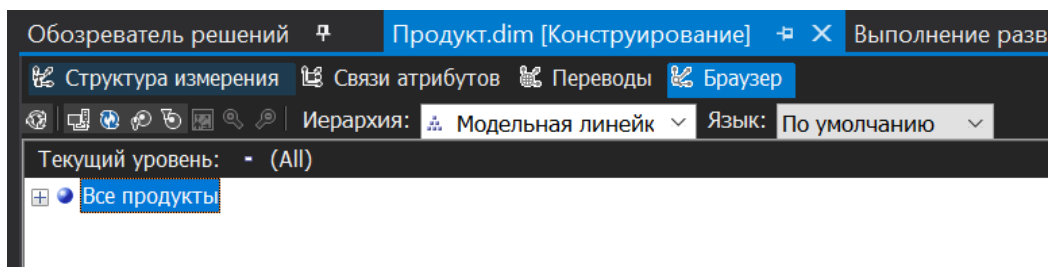 Обозреватель решений Продукт.dim [Конструирование] Выполнение разв
Структура измерения Связи атрибутов Переводы Браузер
Иерархия: Модельная линейк Язык: По умолчанию
Текущий уровень: - (All)
Все продукты